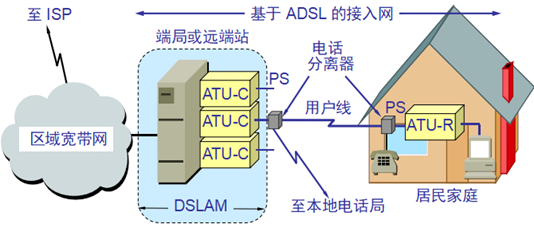 至 ISP
基于 ADSL 的接入网
端局或远端站
电话
分离器
PS
ATU-C
ATU-C
ATU-C
用户线
PS
ATU-R
区域宽带网
居民家庭
DSLAM
至本地电话局